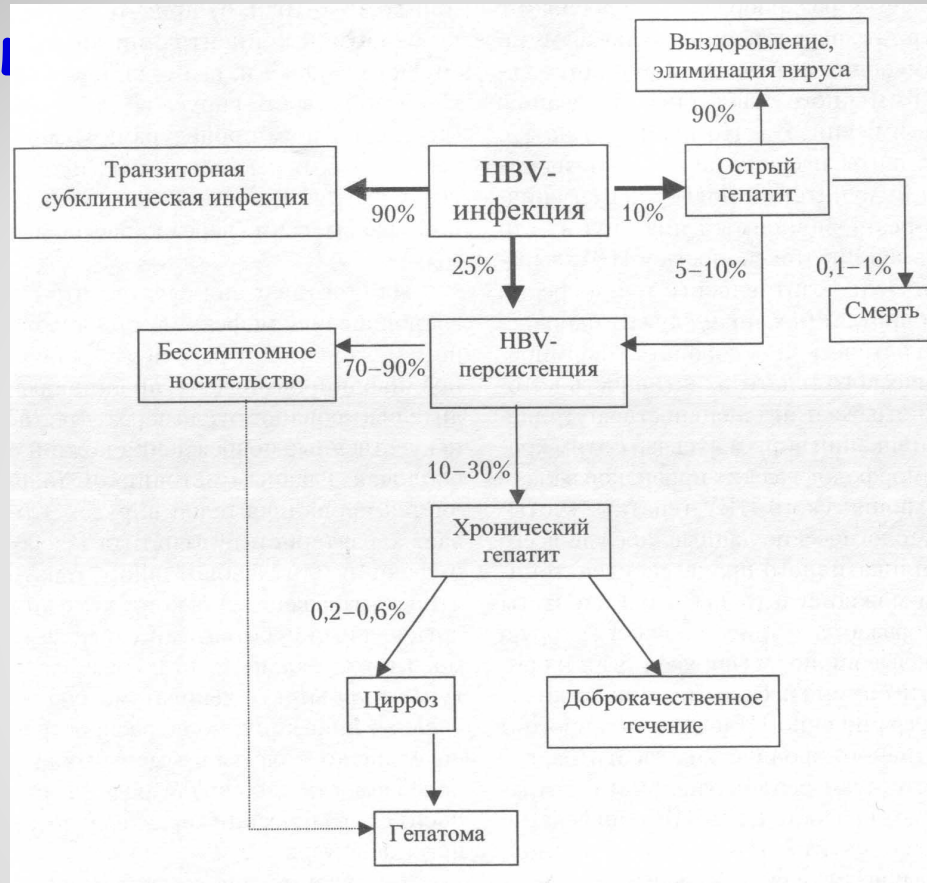 Выздоровление,
элиминация вируса
90%
Транзиторная
субклиническая инфекция
90%
HBV-
инфекция
10%
Острый
гепатит
25%
5–10%
0,1–1%
Смерть
Бессимптомное
носительство
70–90%
HBV-
персистенция
10–30%
Хронический
гепатит
0,2–0,6%
Цирроз
Доброкачественное
течение
Гепатома